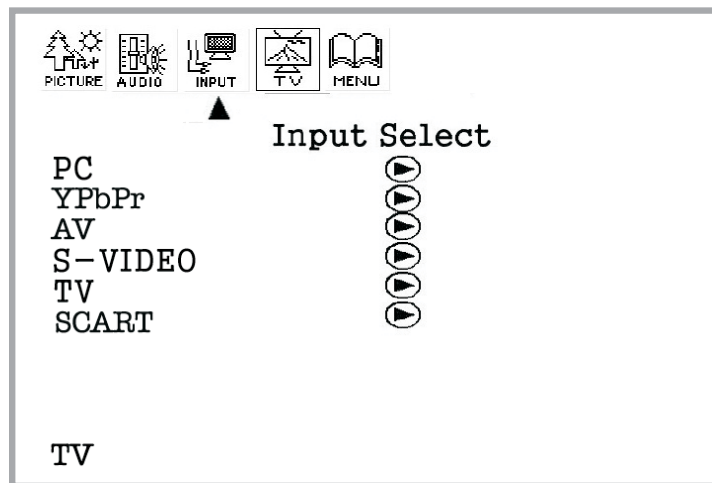 PICTURE AUDIO INPUT TV MENU
Input Select
PC
YPbPr
AV
S-VIDEO
TV
SCART
TV